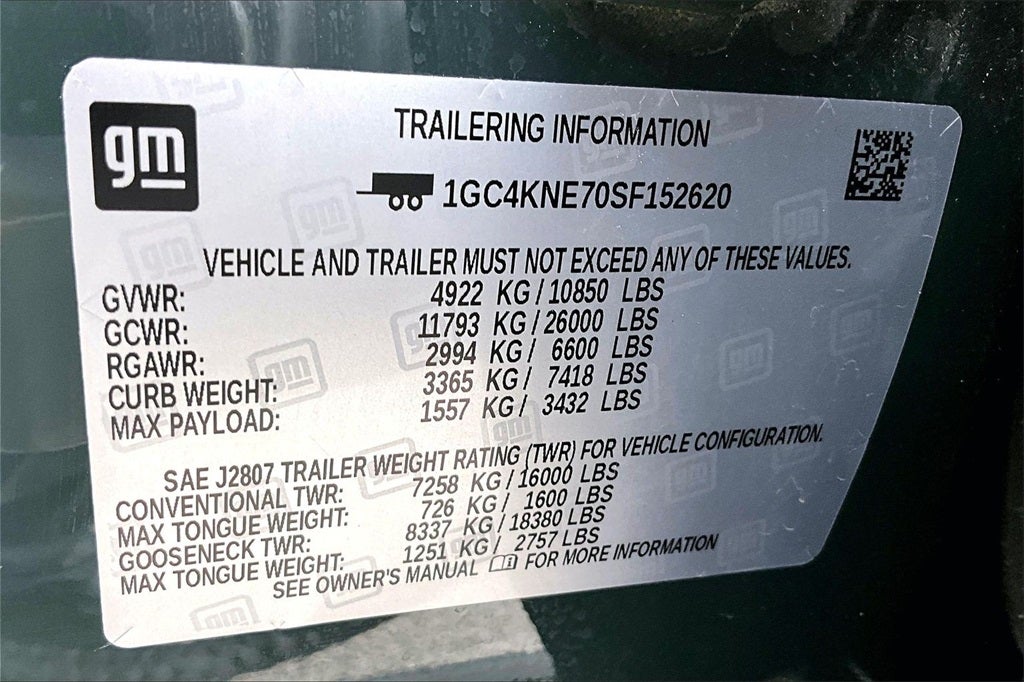 gm
TRAILERING INFORMATION
1GC4KNE70SF152620
VEHICLE AND TRAILER MUST NOT EXCEED ANY OF THESE VALUES.
GVWR: 4922 KG / 10850 LBS
GCWR: 11793 KG / 26000 LBS
RGAWR: 2994 KG / 6600 LBS
CURB WEIGHT: 3365 KG / 7418 LBS
MAX PAYLOAD: 1557 KG / 3432 LBS
SAE J2807 TRAILER WEIGHT RATING (TWR) FOR VEHICLE CONFIGURATION.
CONVENTIONAL TWR: 7258 KG / 16000 LBS
MAX TONGUE WEIGHT: 726 KG / 1600 LBS
GOOSENECK TWR: 8337 KG / 18380 LBS
MAX TONGUE WEIGHT: 1251 KG / 2757 LBS
SEE OWNER'S MANUAL FOR MORE INFORMATION